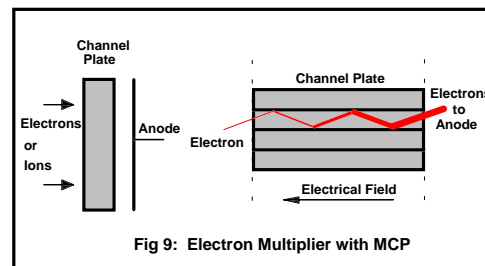 Channel
Plate
Electrons
or
Ions
Anode
Channel Plate
Electron
Electrons
to
Anode
Electrical Field
Fig 9: Electron Multiplier with MCP